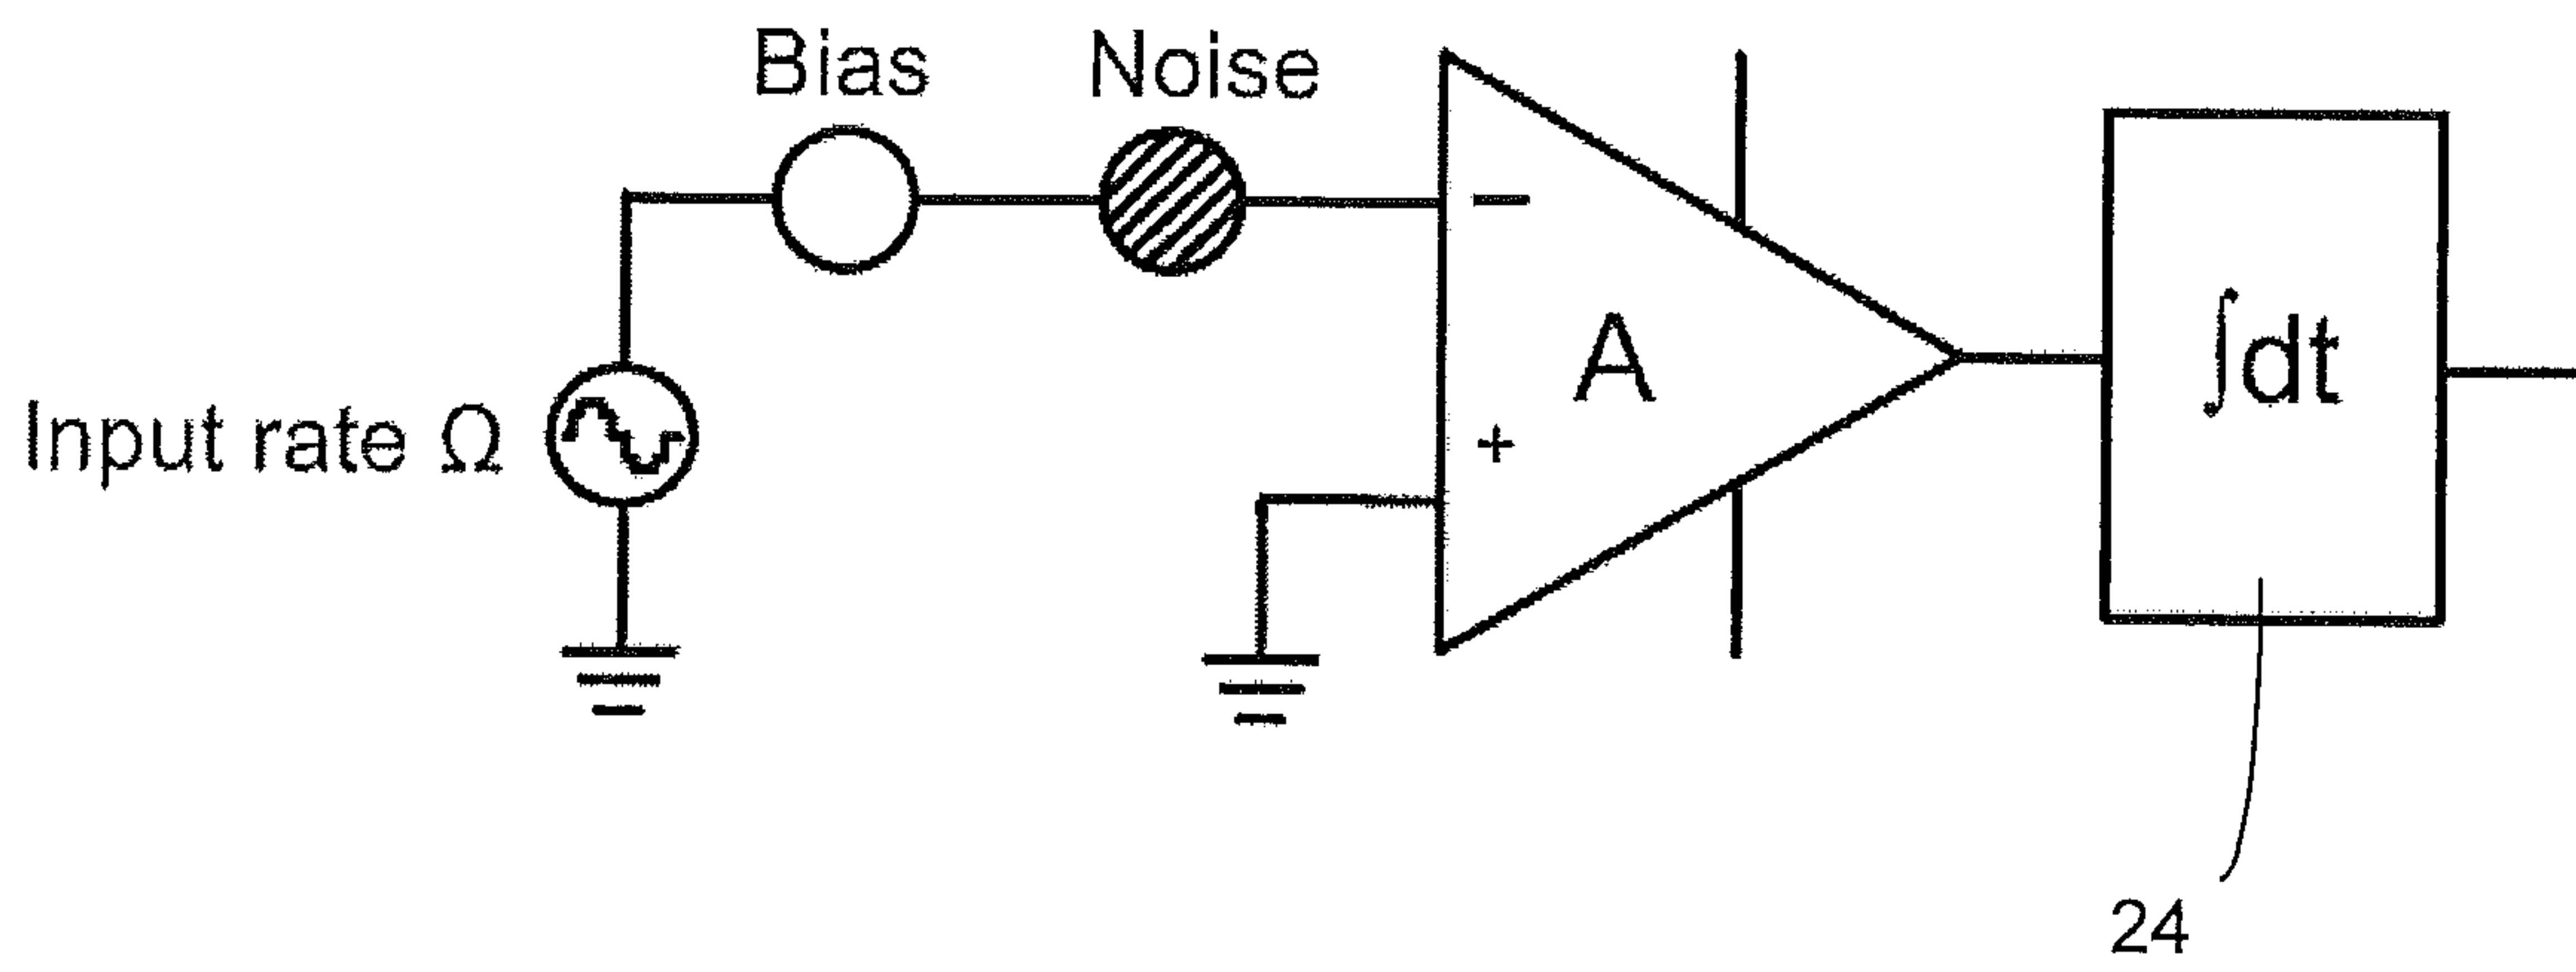 Bias
Noise
Input rate Ω
−
+
A
∫dt
24